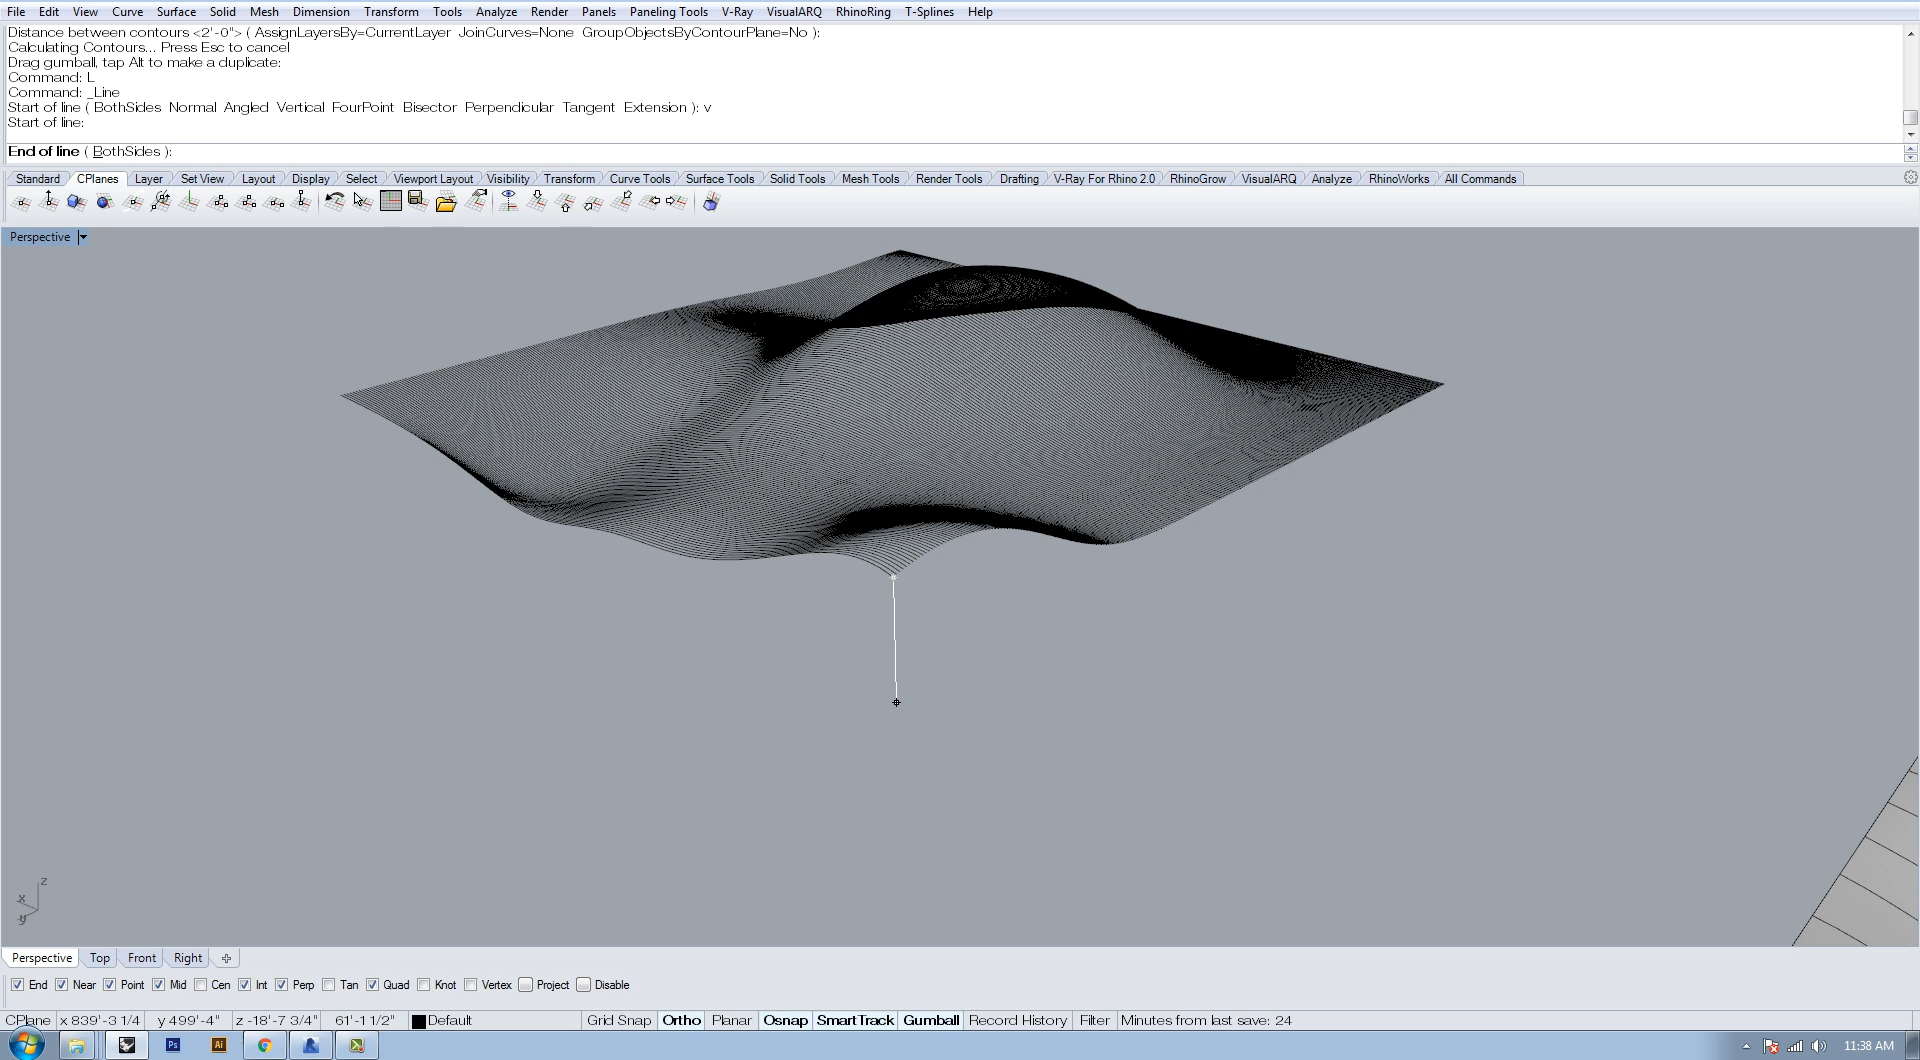 File Edit View Curve Surface Solid Mesh Dimension Transform Tools Analyze Render Panels Paneling Tools V-Ray VisualARQ RhinoRing T-Splines Help
Distance between contours <2'-0"> ( AssignLayersBy=CurrentLayer JoinCurves=None GroupObjectsByContourPlane=No ):
Calculating Contours... Press Esc to cancel
Drag gumball, tap Alt to make a duplicate:
Command: L
Command: _Line
Start of line ( BothSides Normal Angled Vertical FourPoint Bisector Perpendicular Tangent Extension ): v
Start of line:
End of line ( BothSides ):
Standard CPlanes Layer Set View Layout Display Select Viewport Layout Visibility Transform Curve Tools Surface Tools Solid Tools Mesh Tools Render Tools Drafting V-Ray For Rhino 2.0 RhinoGrow VisualARQ Analyze RhinoWorks All Commands
Perspective
z
x
y
Perspective Top Front Right
End Near Point Mid Cen Int Perp Tan Quad Knot Vertex Project Disable
CPlane x 839'-3 1/4 y 499'-4" z -18'-7 3/4" 61'-1 1/2" Default Grid Snap Ortho Planar Osnap SmartTrack Gumball Record History Filter Minutes from last save: 24
Ps Ai 11:38 AM